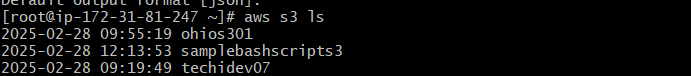 Default output format [json]:
[root@ip-172-31-81-247 ~]# aws s3 ls
2025-02-28 09:55:19 ohios301
2025-02-28 12:13:53 samplebashscripts3
2025-02-28 09:19:49 techidev07